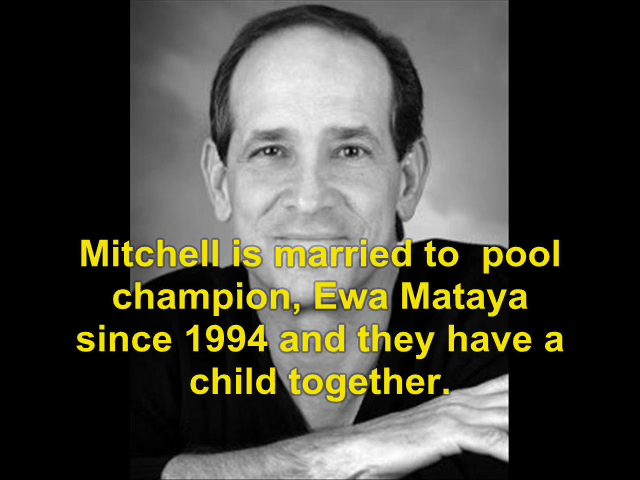 Mitchell is married to  pool
champion, Ewa Mataya
since 1994 and they have a
child together.